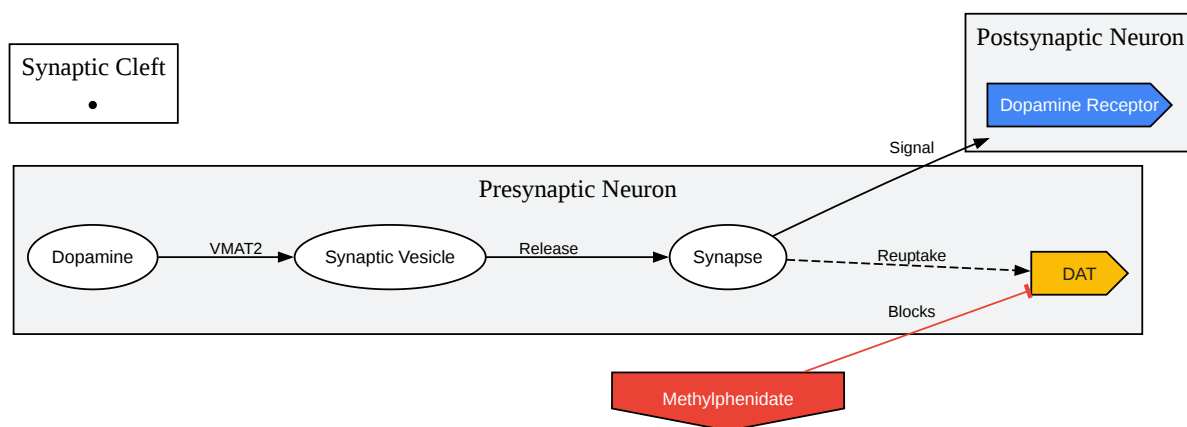 Postsynaptic Neuron
Synaptic Cleft
Dopamine Receptor
Signal
Presynaptic Neuron
Dopamine
VMAT2
Synaptic Vesicle
Release
Synapse
Reuptake
DAT
Blocks
Methylphenidate